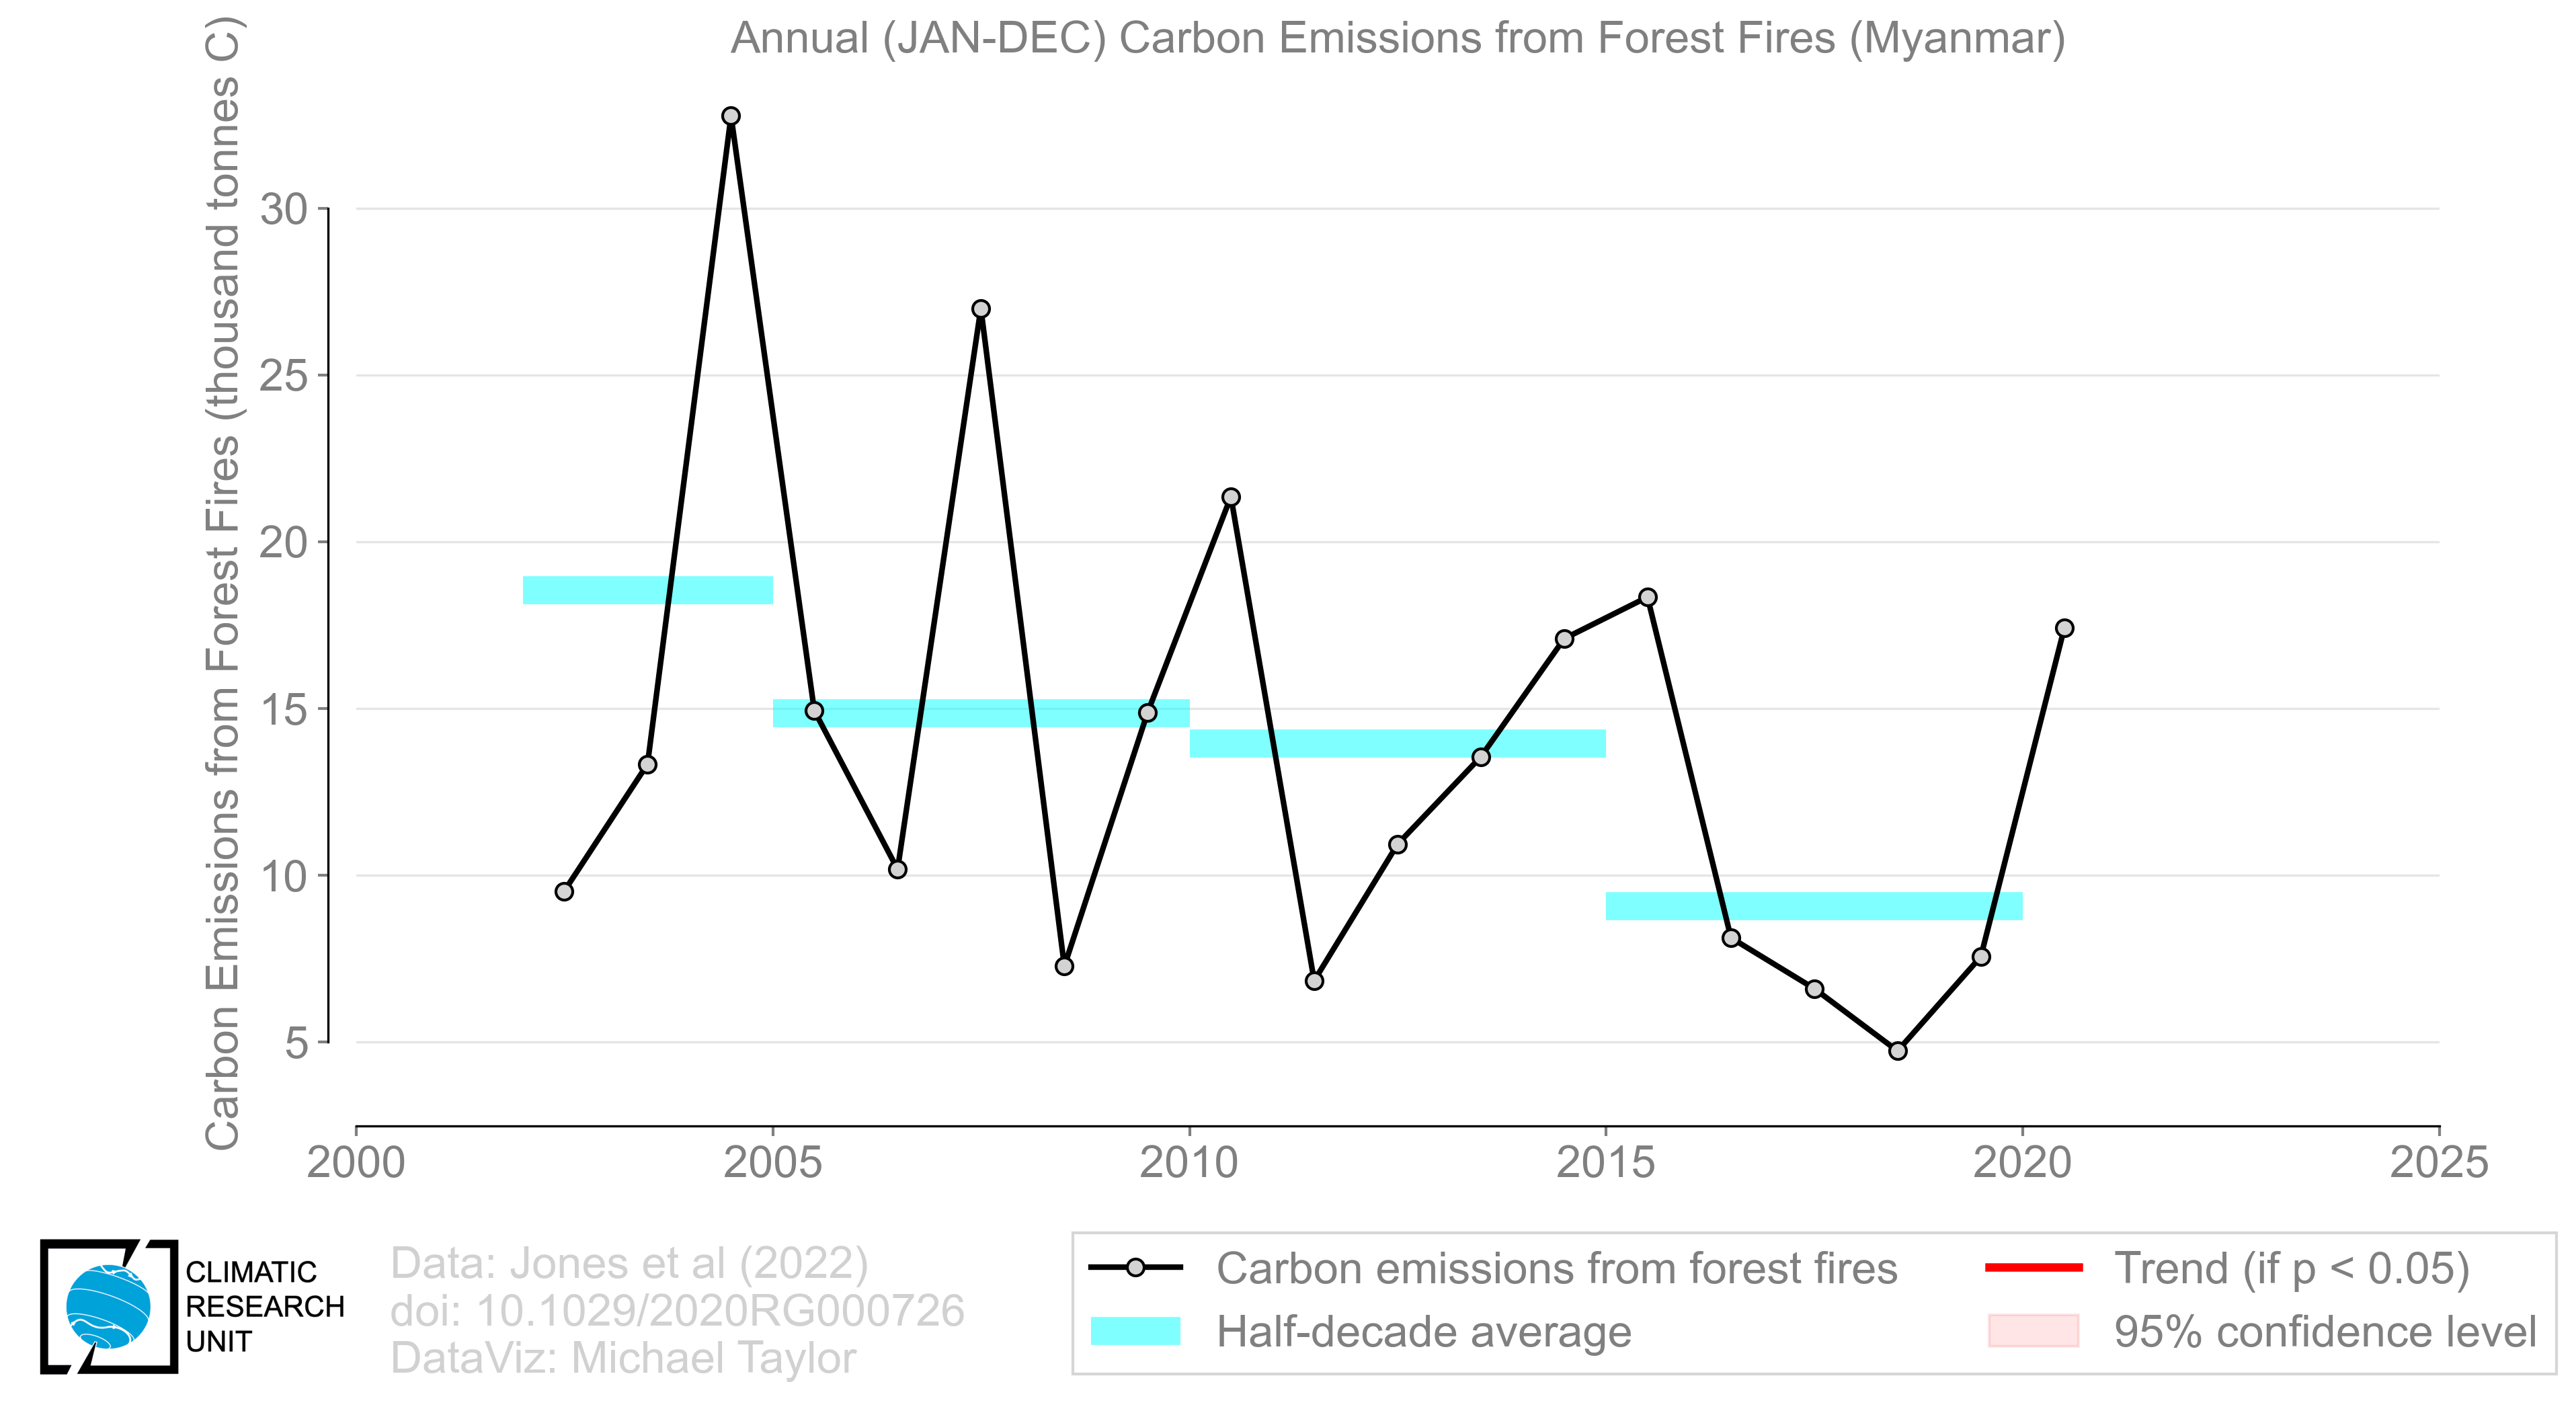 Annual (JAN-DEC) Carbon Emissions from Forest Fires (Myanmar)
Carbon Emissions from Forest Fires (thousand tonnes C)
30
25
20
15
10
5
2000
2005
2010
2015
2020
2025
CLIMATIC
RESEARCH
UNIT
Data: Jones et al (2022)
doi: 10.1029/2020RG000726
DataViz: Michael Taylor
Carbon emissions from forest fires
Half-decade average
Trend (if p < 0.05)
95% confidence level